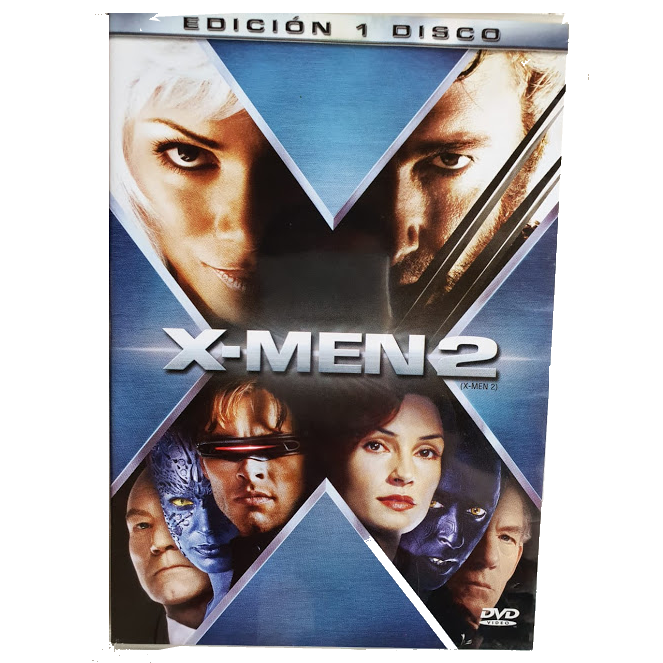 EDICIÓN 1 DISCO
X-MEN 2
(X-MEN 2)
DVD
VIDEO